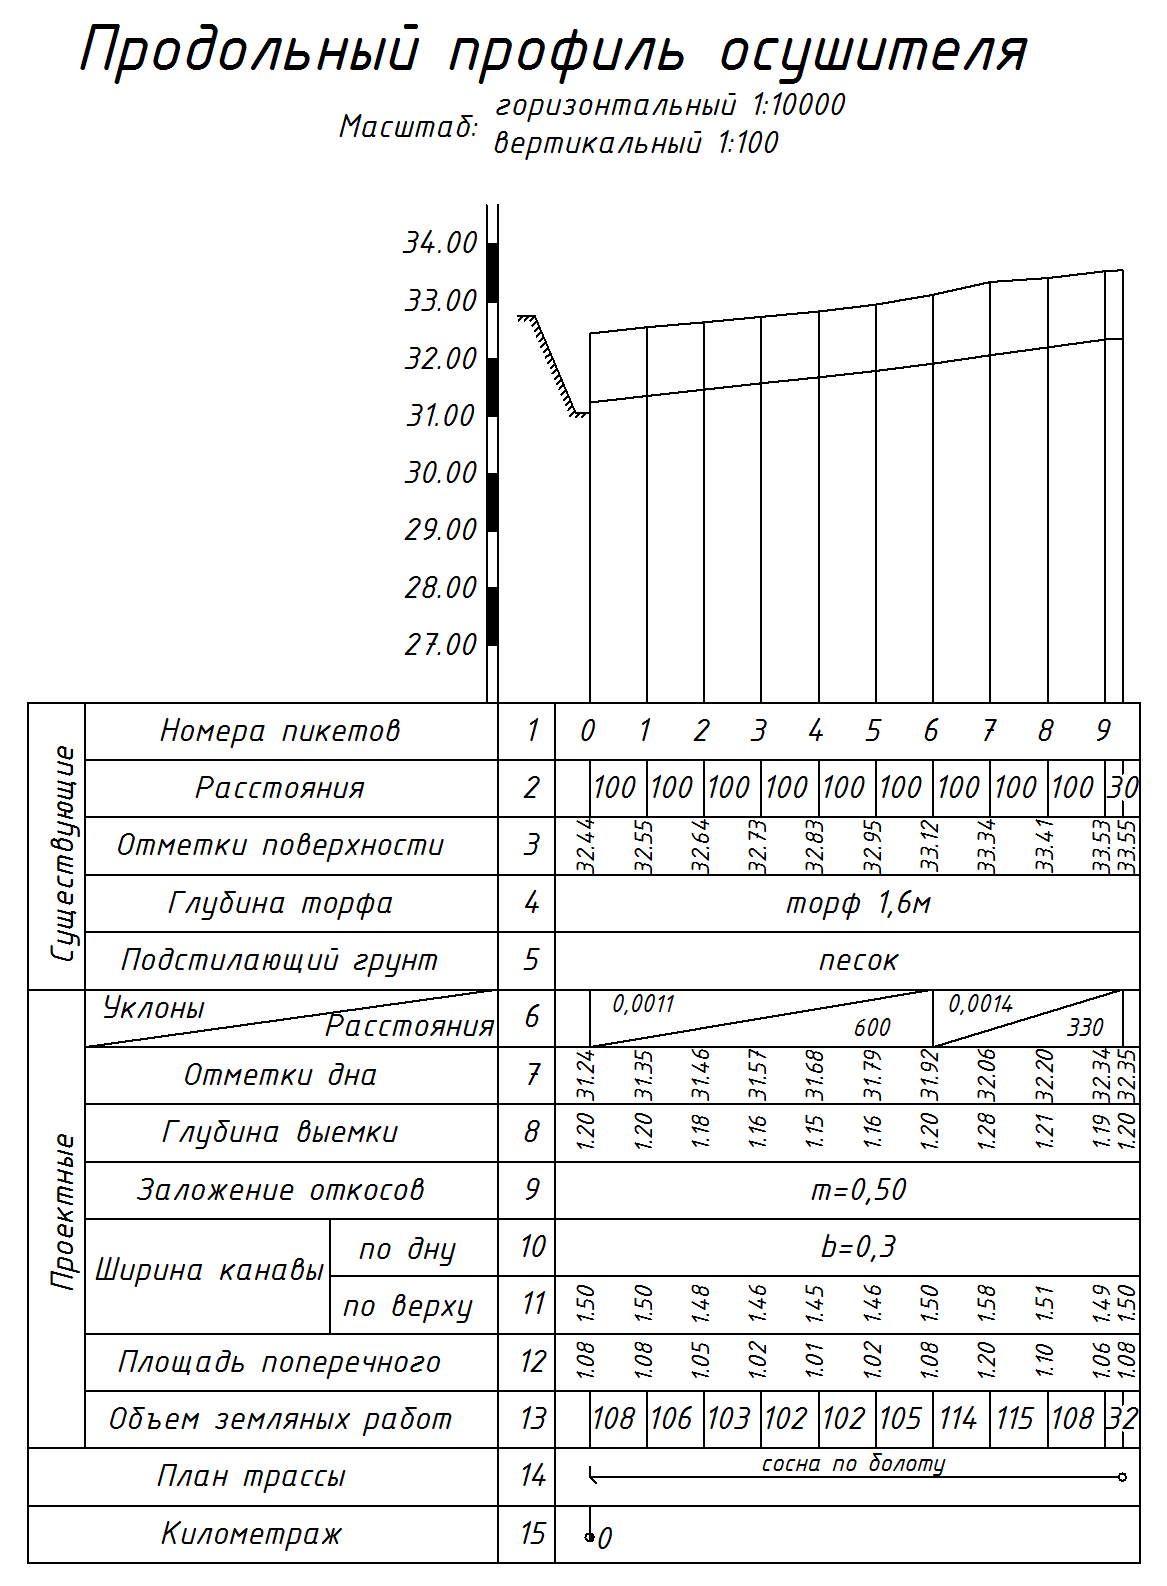 Продольный профиль осушителя
Масштаб: горизонтальный 1:10000
вертикальный 1:100
34.00
33.00
32.00
31.00
30.00
29.00
28.00
27.00
Существующие
Номера пикетов 1 0 1 2 3 4 5 6 7 8 9
Расстояния 2 100 100 100 100 100 100 100 100 100 30
Отметки поверхности 3 32.44 32.55 32.64 32.73 32.83 32.95 33.12 33.34 33.41 33.53 33.55
Глубина торфа 4 торф 1,6м
Подстилающий грунт 5 песок
Проектные
Уклоны Расстояния 6 0,0011 600 0,0014 330
Отметки дна 7 31.24 31.35 31.46 31.57 31.68 31.79 31.92 32.06 32.20 32.34 32.35
Глубина выемки 8 1.20 1.20 1.18 1.16 1.15 1.16 1.20 1.28 1.21 1.19 1.20
Заложение откосов 9 m=0,50
Ширина канавы
по дну 10 b=0,3
по верху 11 1.50 1.50 1.48 1.46 1.45 1.46 1.50 1.58 1.51 1.49 1.50
Площадь поперечного 12 1.08 1.08 1.05 1.02 1.01 1.02 1.08 1.20 1.10 1.06 1.08
Объем земляных работ 13 108 106 103 102 102 105 114 115 108 32
План трассы 14 сосна по болоту
Километраж 15 0